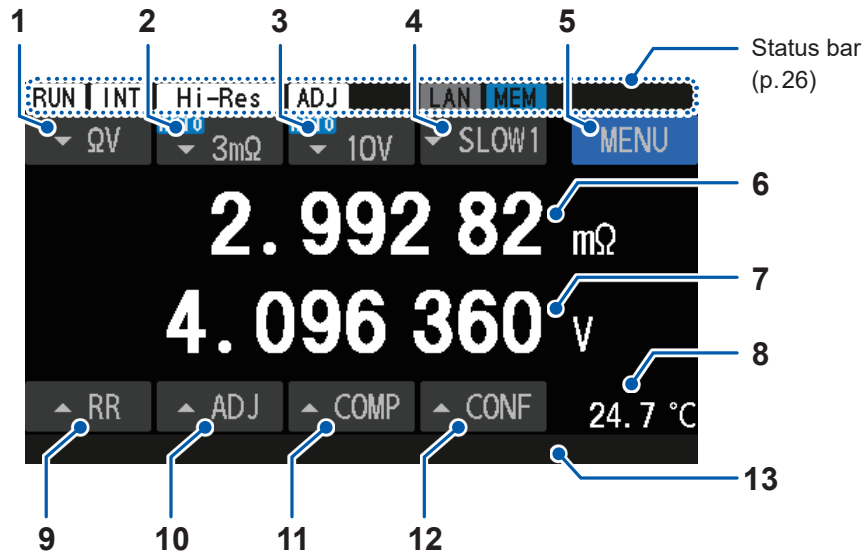 1 2 3 4 5
Status bar
(p.26)
RUN INT Hi-Res ADJ LAN MEM
AUTO AUTO
ΩV 3mΩ 10V SLOW1 MENU
2.992 82 mΩ
6
4.096 360 V
7
8
RR ADJ COMP CONF 24.7 °C
13
9 10 11 12